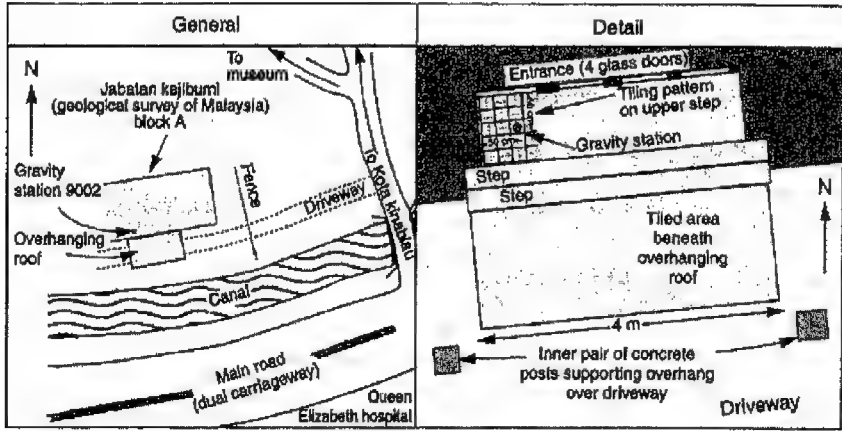 General
To
museum
N
Jabatan kajibumi
(geological survey of Malaysia)
block A
Gravity
station 9002
Fence
Driveway
To Kota kinablau
Overhanging
roof
Canal
Main road
(dual carriageway)
Queen
Elizabeth hospital
Detail
Entrance (4 glass doors)
Tiling pattern
on upper step
Gravity station
Step
Step
N
Tiled area
beneath
overhanging
roof
4 m
Inner pair of concrete
posts supporting overhang
over driveway
Driveway